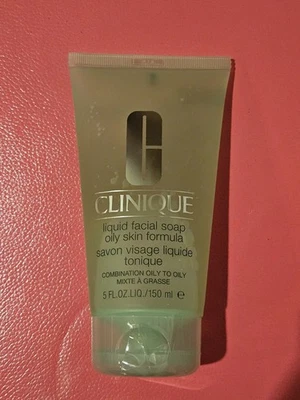 CLINIQUE
liquid facial soap
oily skin formula
savon visage liquide
tonique
COMBINATION OILY TO OILY
MIXTE À GRASSE
5 FL.OZ.LIQ./150 ml ℮